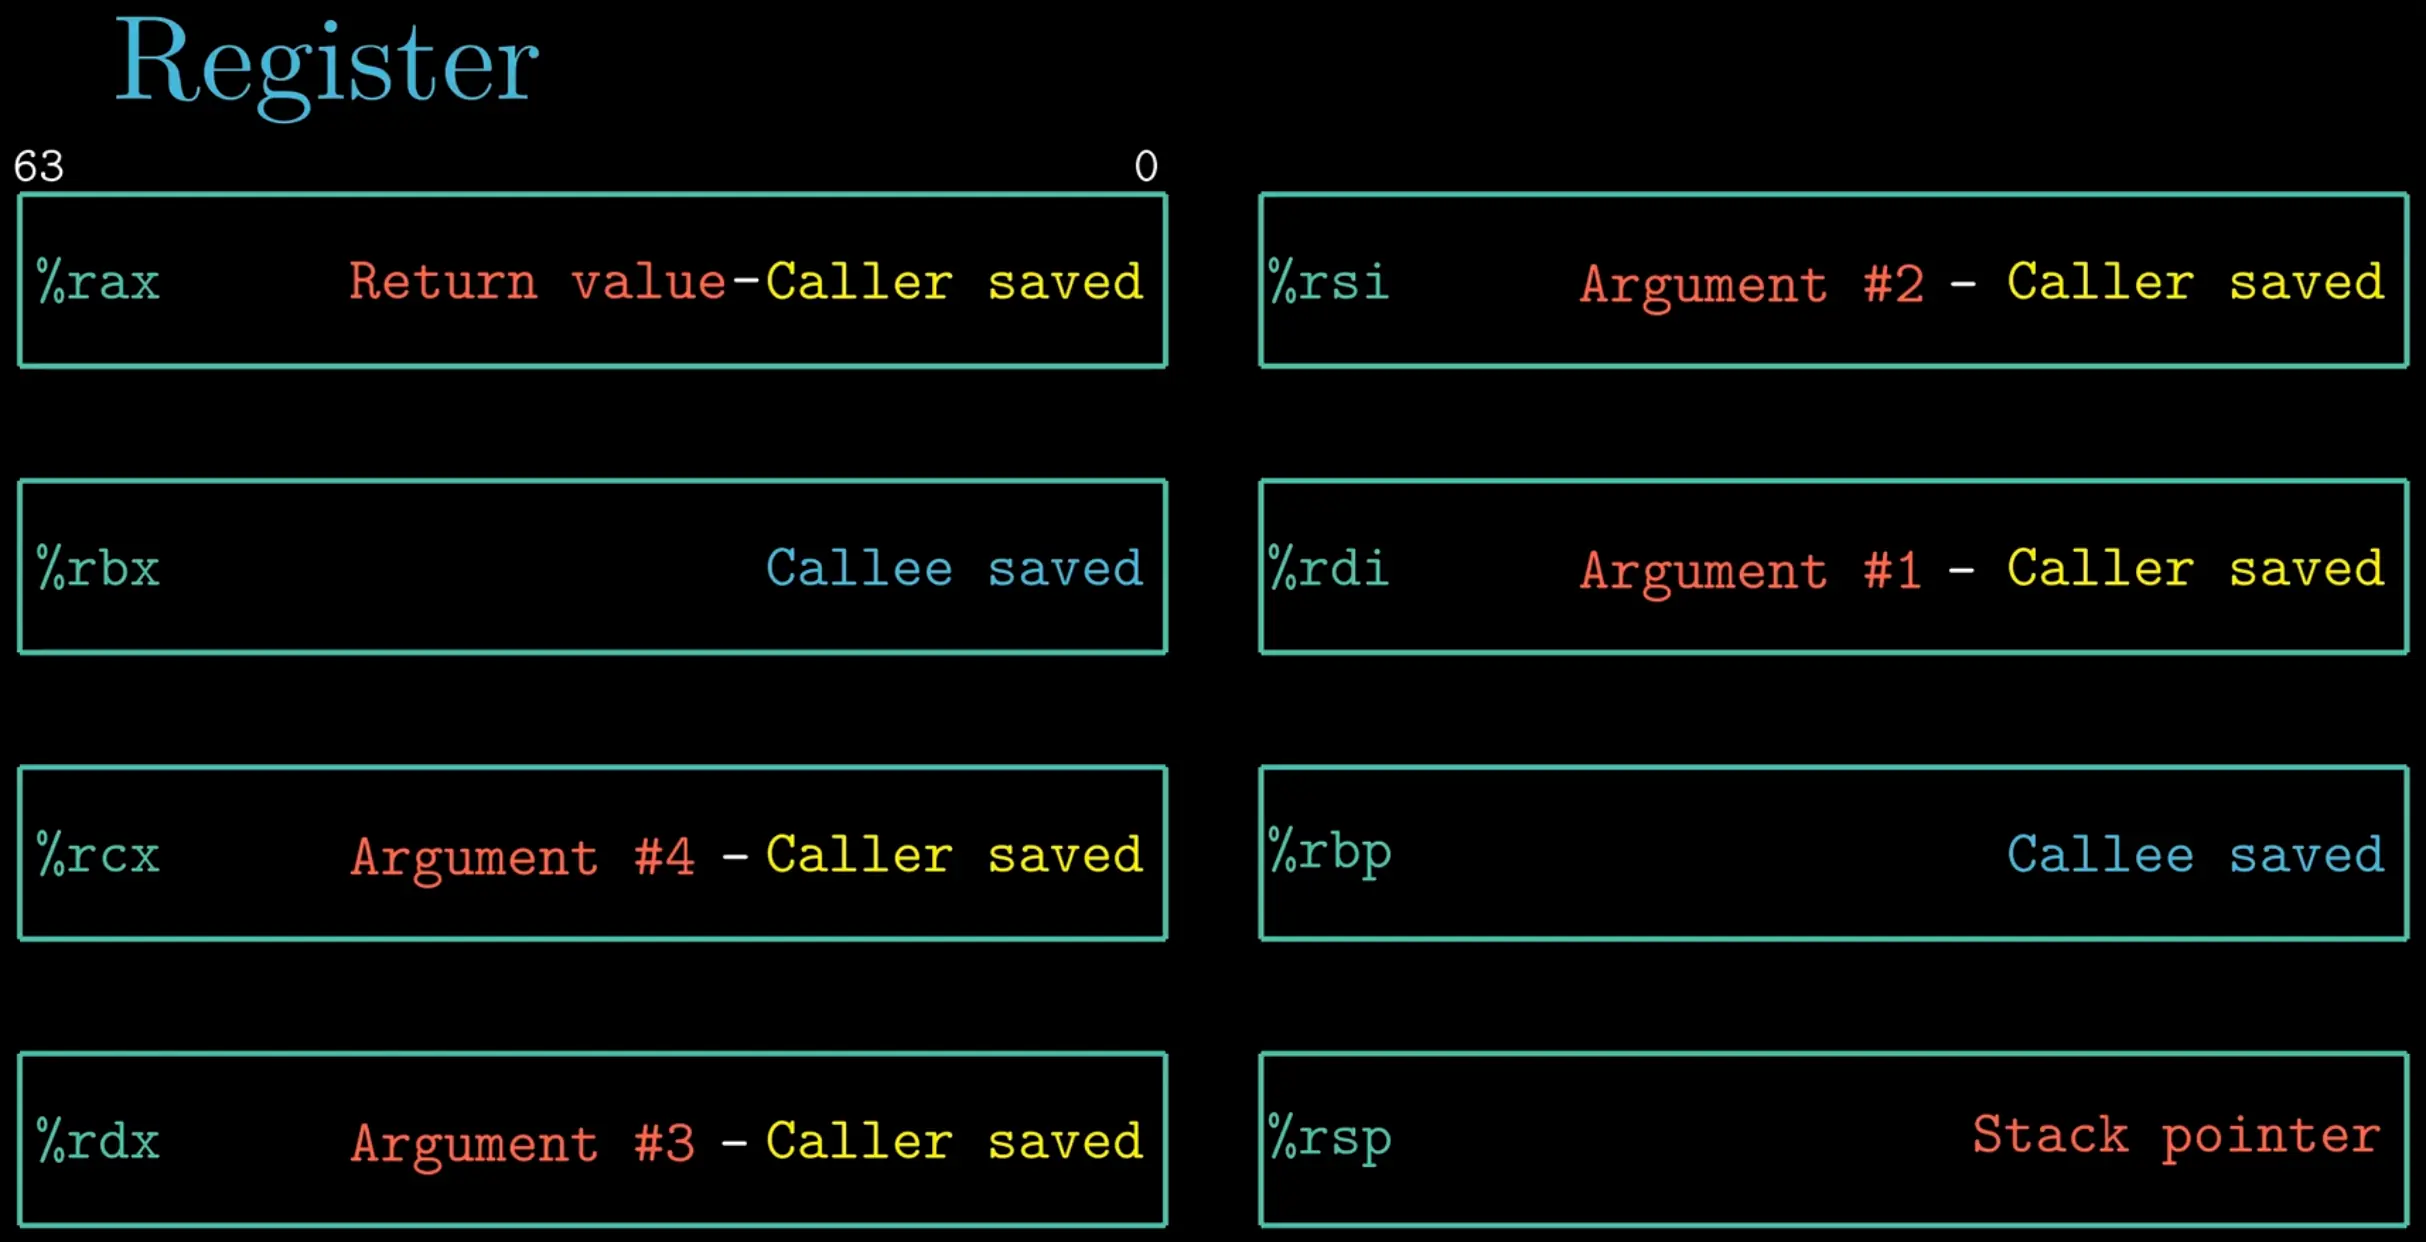 Register
63 0
%rax Return value-Caller saved
%rsi Argument #2 - Caller saved
%rbx Callee saved
%rdi Argument #1 - Caller saved
%rcx Argument #4 -Caller saved
%rbp Callee saved
%rdx Argument #3 -Caller saved
%rsp Stack pointer